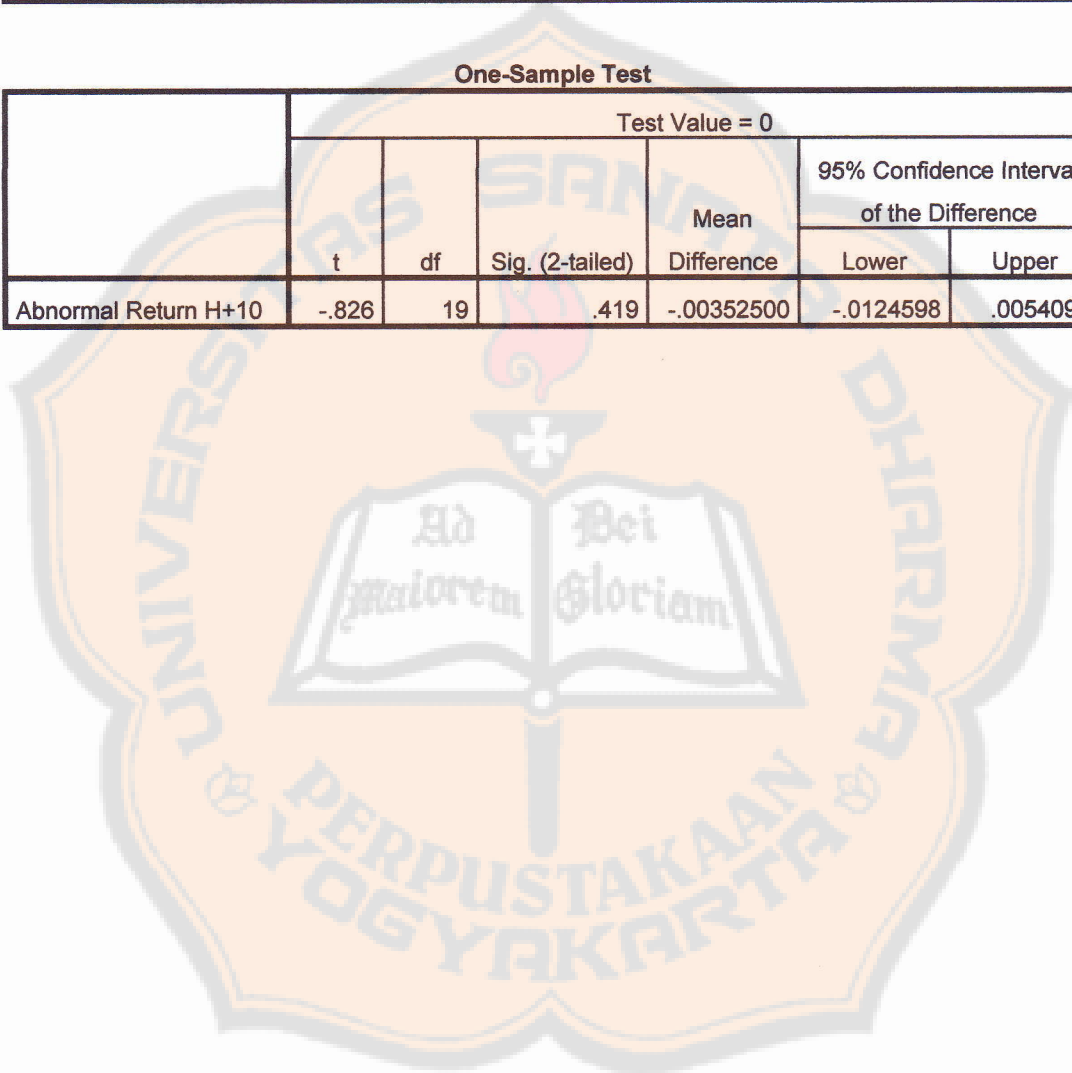 One-Sample Test
Test Value = 0
95% Confidence Interva
of the Difference
t df Sig. (2-tailed) Mean Difference Lower Upper
Abnormal Return H+10 -.826 19 .419 -.00352500 -.0124598 .005409
UNIVERSITAS SANATA DHARMA
Ad Maiorem
Dei Gloriam
PERPUSTAKAAN
YOGYAKARTA